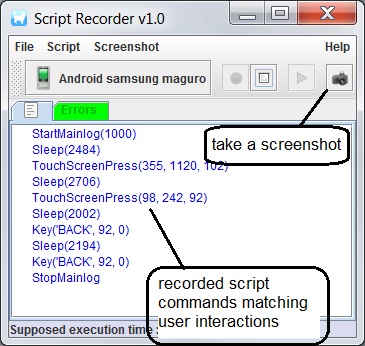 Script Recorder v1.0
File Script Screenshot Help
Android samsung maguro
Errors
StartMainlog(1000)
Sleep(2484)
TouchScreenPress(355, 1120, 102)
take a screenshot
Sleep(2706)
TouchScreenPress(98, 242, 92)
Sleep(2002)
Key('BACK', 92, 0)
Sleep(2194)
Key('BACK', 92, 0)
StopMainlog
recorded script
commands matching
user interactions
Supposed execution time :